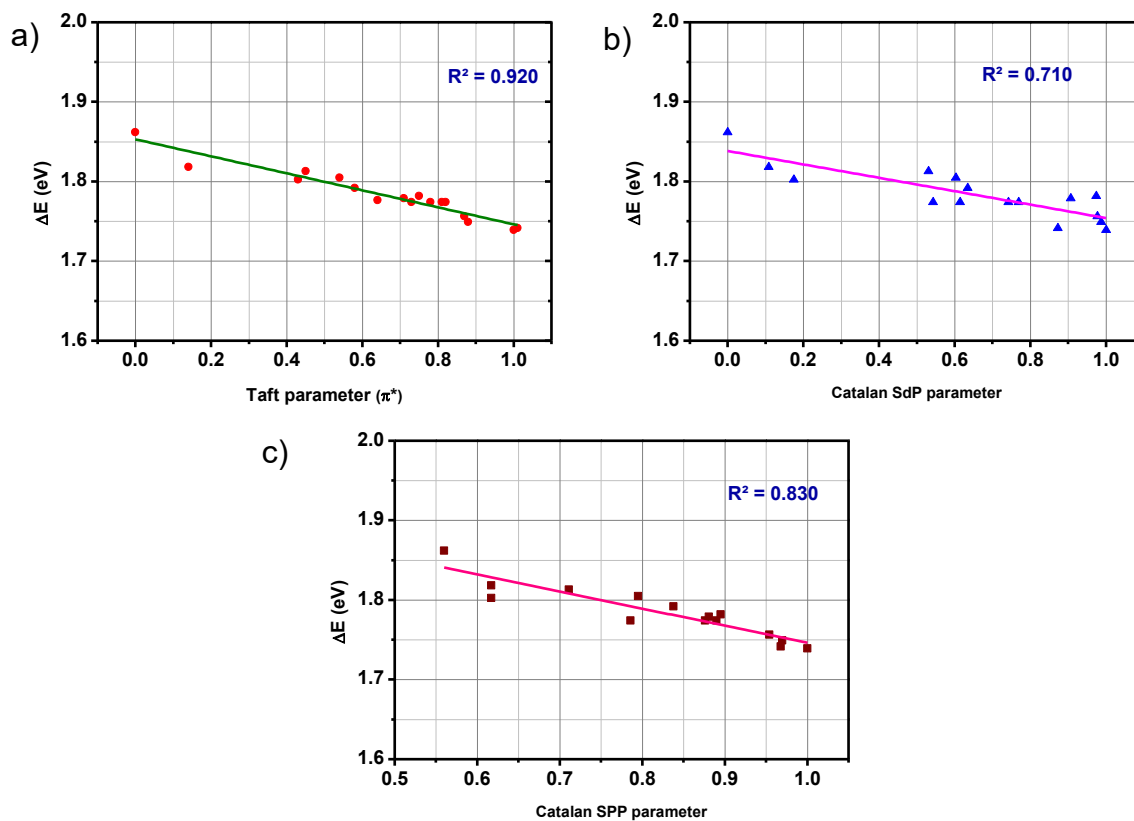 a)
R² = 0.920
ΔE (eV)
2.0
1.9
1.8
1.7
1.6
0.0 0.2 0.4 0.6 0.8 1.0
Taft parameter (π*)
b)
R² = 0.710
ΔE (eV)
2.0
1.9
1.8
1.7
1.6
0.0 0.2 0.4 0.6 0.8 1.0
Catalan SdP parameter
c)
R² = 0.830
ΔE (eV)
2.0
1.9
1.8
1.7
1.6
0.5 0.6 0.7 0.8 0.9 1.0
Catalan SPP parameter